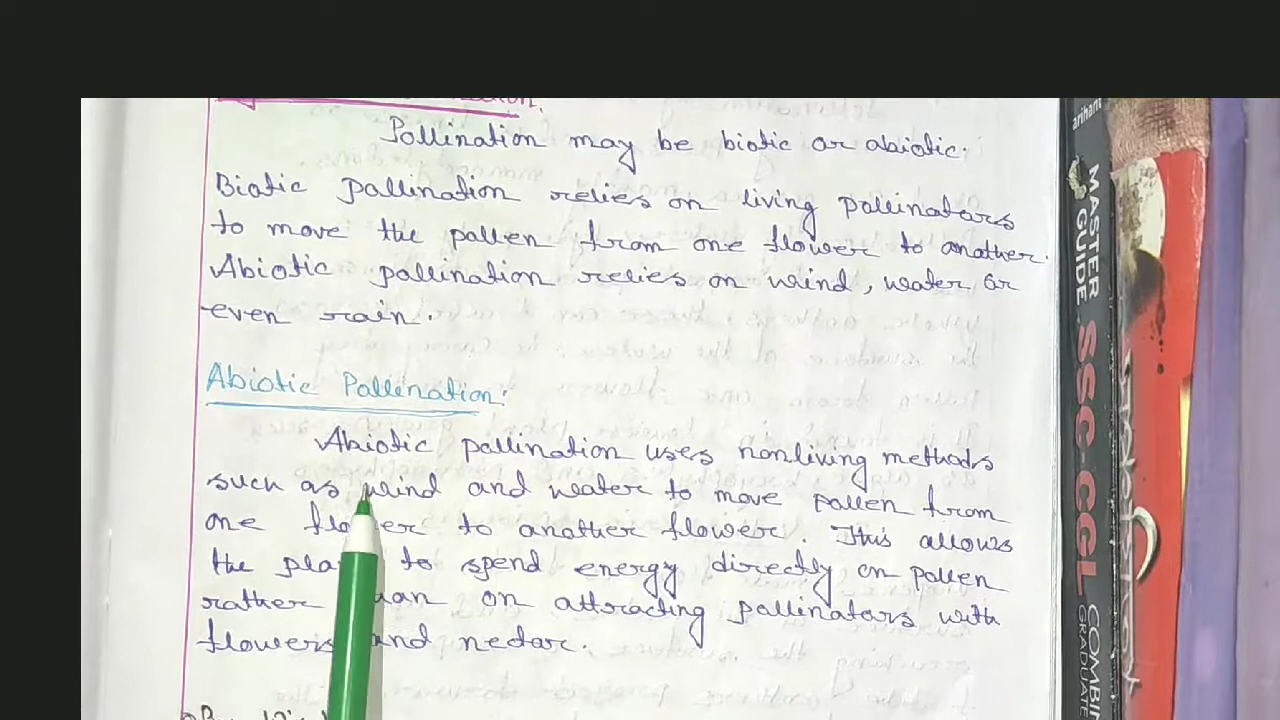 Pollination may be biotic or abiotic.
Biotic pollination relies on living pollinators
to move the pollen from one flower to another.
Abiotic pollination relies on wind, water or
even rain.
Abiotic Pollination:
Abiotic pollination uses nonliving methods
such as wind and water to move pollen from
one flower to another flower. This allows
the to spend energy directly on pollen
rather on attracting pollinators with
flowers and nectar.
arihant
MASTER
GUIDE
SSC-CGL
COMBIN
GRADUATE